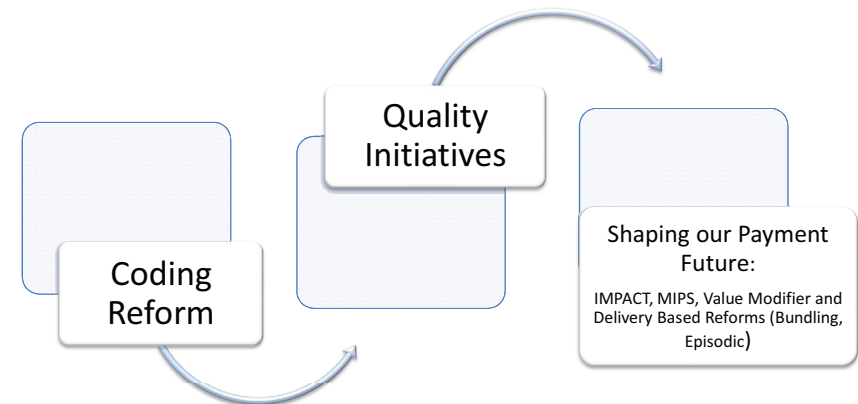 Coding
Reform
Quality
Initiatives
Shaping our Payment
Future:
IMPACT, MIPS, Value Modifier and
Delivery Based Reforms (Bundling,
Episodic)